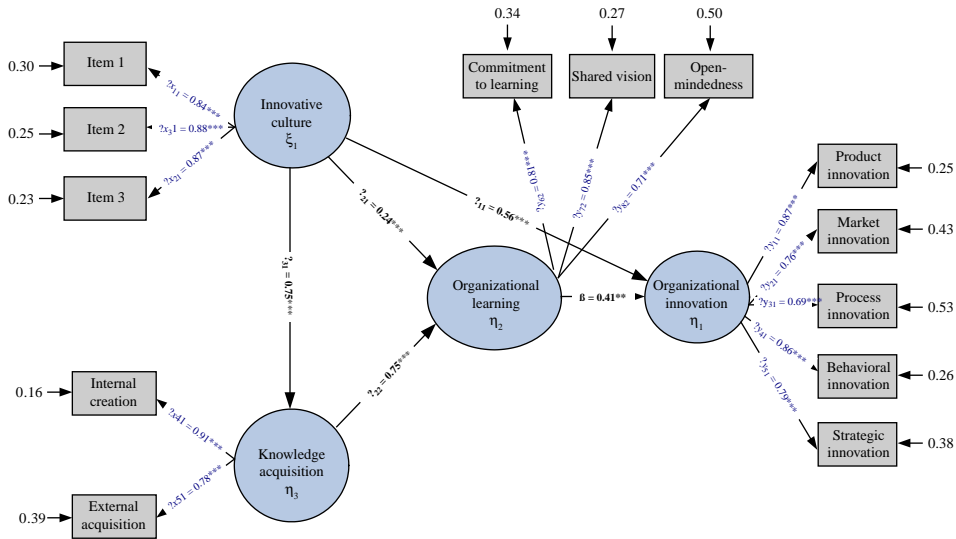 0.34
0.27
0.50
Commitment
to learning
Shared vision
Open-
mindedness
0.30
Item 1
0.25
Item 2
0.23
Item 3
?x11 = 0.84***
?x31 = 0.88***
?x21 = 0.87***
Innovative
culture
ξ1
?21 = 0.24***
?11 = 0.56***
?31 = 0.75***
?y62 = 0.81***
?y72 = 0.85***
?y82 = 0.71***
Organizational
learning
η2
ß = 0.41**
Organizational
innovation
η1
?y11 = 0.87***
?y21 = 0.76***
?y31 = 0.69***
?y41 = 0.86***
?y51 = 0.79***
Product
innovation
0.25
Market
innovation
0.43
Process
innovation
0.53
Behavioral
innovation
0.26
Strategic
innovation
0.38
?22 = 0.75***
0.16
Internal
creation
?x41 = 0.91***
?x51 = 0.78***
Knowledge
acquisition
η3
0.39
External
acquisition